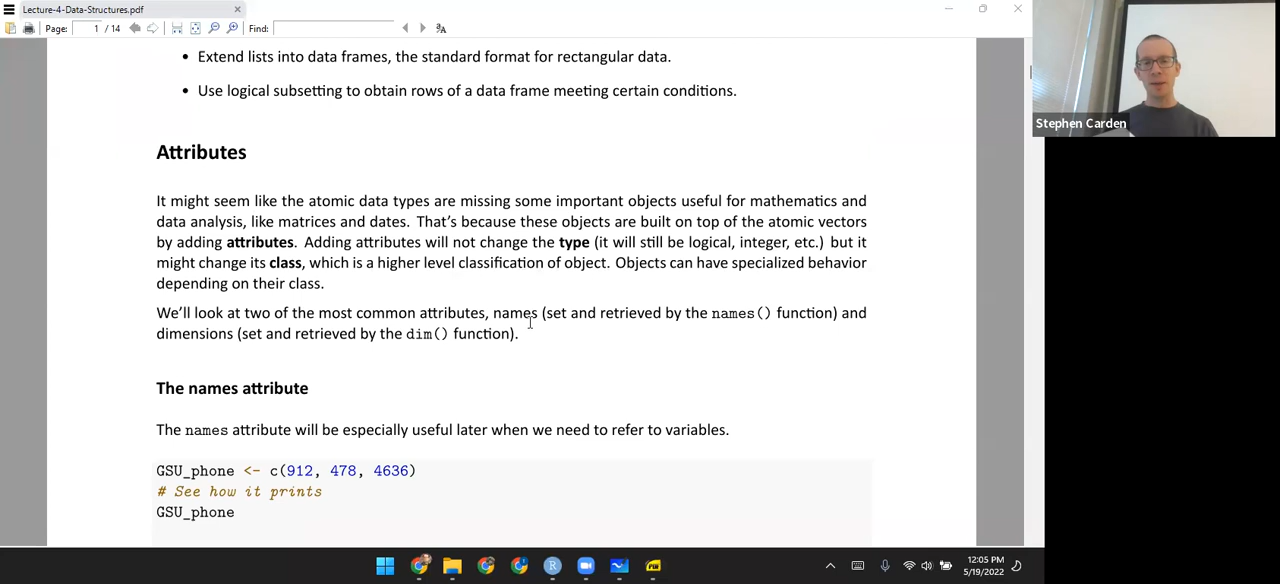 Lecture-4-Data-Structures.pdf
Page: 1 / 14 Find:
• Extend lists into data frames, the standard format for rectangular data.
• Use logical subsetting to obtain rows of a data frame meeting certain conditions.
Attributes
It might seem like the atomic data types are missing some important objects useful for mathematics and
data analysis, like matrices and dates. That's because these objects are built on top of the atomic vectors
by adding attributes. Adding attributes will not change the type (it will still be logical, integer, etc.) but it
might change its class, which is a higher level classification of object. Objects can have specialized behavior
depending on their class.
We'll look at two of the most common attributes, names (set and retrieved by the names() function) and
dimensions (set and retrieved by the dim() function).
The names attribute
The names attribute will be especially useful later when we need to refer to variables.
GSU_phone <- c(912, 478, 4636)
# See how it prints
GSU_phone
Stephen Carden
12:05 PM
5/19/2022